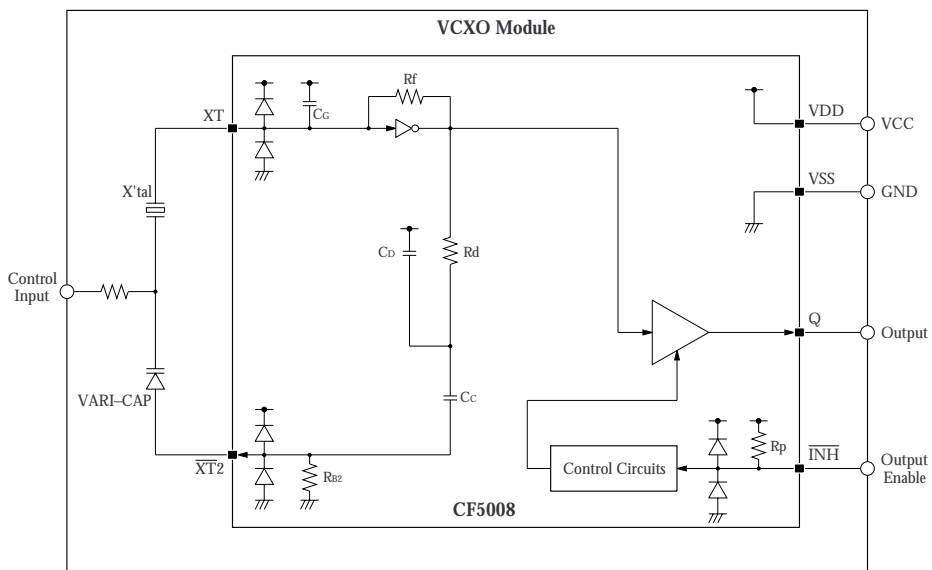 VCXO Module
Rf
XT
CG
VDD
VCC
X'tal
VSS
GND
CD
Rd
Control
Input
Q
Output
VARI–CAP
CC
Rp
INH
Output
Enable
XT2
RB2
Control Circuits
CF5008